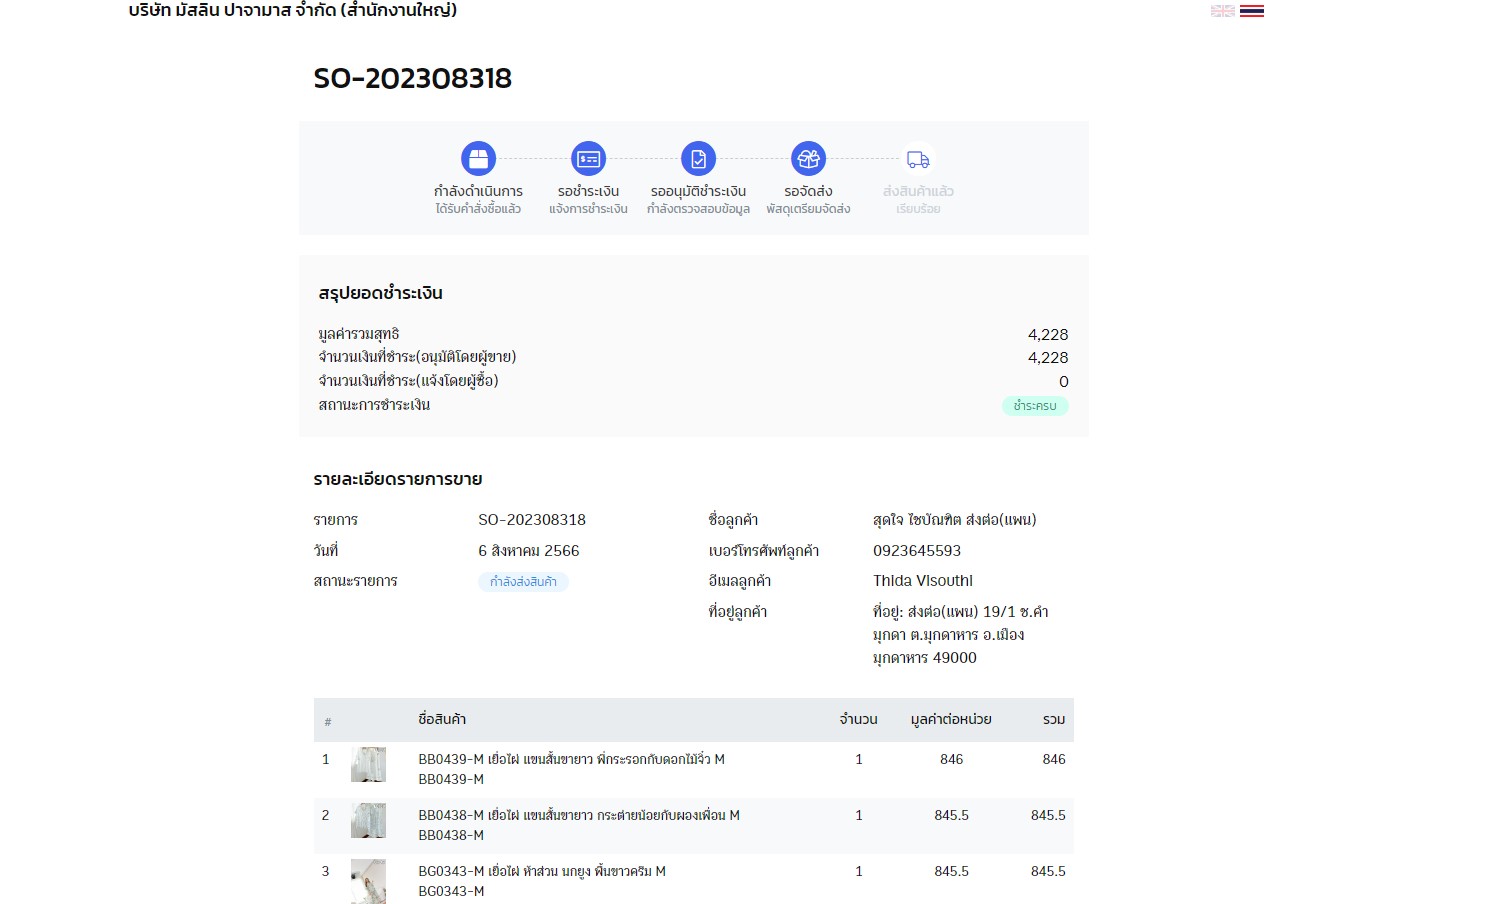 บริษัท มัสลิน ปาจามาส จำกัด (สำนักงานใหญ่)
SO-202308318
กำลังดำเนินการ รอชำระเงิน รออนุมัติชำระเงิน รอจัดส่ง ส่งสินค้าแล้ว
ได้รับคำสั่งซื้อแล้ว แจ้งการชำระเงิน กำลังตรวจสอบข้อมูล พัสดุเตรียมจัดส่ง เรียบร้อย
สรุปยอดชำระเงิน
มูลค่ารวมสุทธิ 4,228
จำนวนเงินที่ชำระ(อนุมัติโดยผู้ขาย) 4,228
จำนวนเงินที่ชำระ(แจ้งโดยผู้ซื้อ) 0
สถานะการชำระเงิน ชำระครบ
รายละเอียดรายการขาย
รายการ SO-202308318 ชื่อลูกค้า สุดใจ ไชบัณฑิต ส่งต่อ(แพน)
วันที่ 6 สิงหาคม 2566 เบอร์โทรศัพท์ลูกค้า 0923645593
สถานะรายการ กำลังส่งสินค้า อีเมลลูกค้า Thida Visouthi
ที่อยู่ลูกค้า ที่อยู่: ส่งต่อ(แพน) 19/1 ช.คำ
มุกดา ต.มุกดาหาร อ.เมือง
มุกดาหาร 49000
# ชื่อสินค้า จำนวน มูลค่าต่อหน่วย รวม
1 BB0439-M เยื่อไผ่ แขนสั้นขายาว พี่กระรอกกับดอกไม้จิ๋ว M 1 846 846
BB0439-M
2 BB0438-M เยื่อไผ่ แขนสั้นขายาว กระต่ายน้อยกับผองเพื่อน M 1 845.5 845.5
BB0438-M
3 BG0343-M เยื่อไผ่ ห้าส่วน นกยูง พื้นขาวครีม M 1 845.5 845.5
BG0343-M